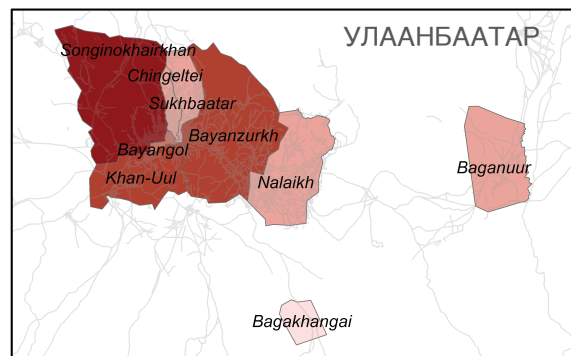 УЛААНБААТАР
Songinokhairkhan
Chingeltei
Sukhbaatar
Bayanzurkh
Bayangol
Khan-Uul
Nalaikh
Baganuur
Bagakhangai